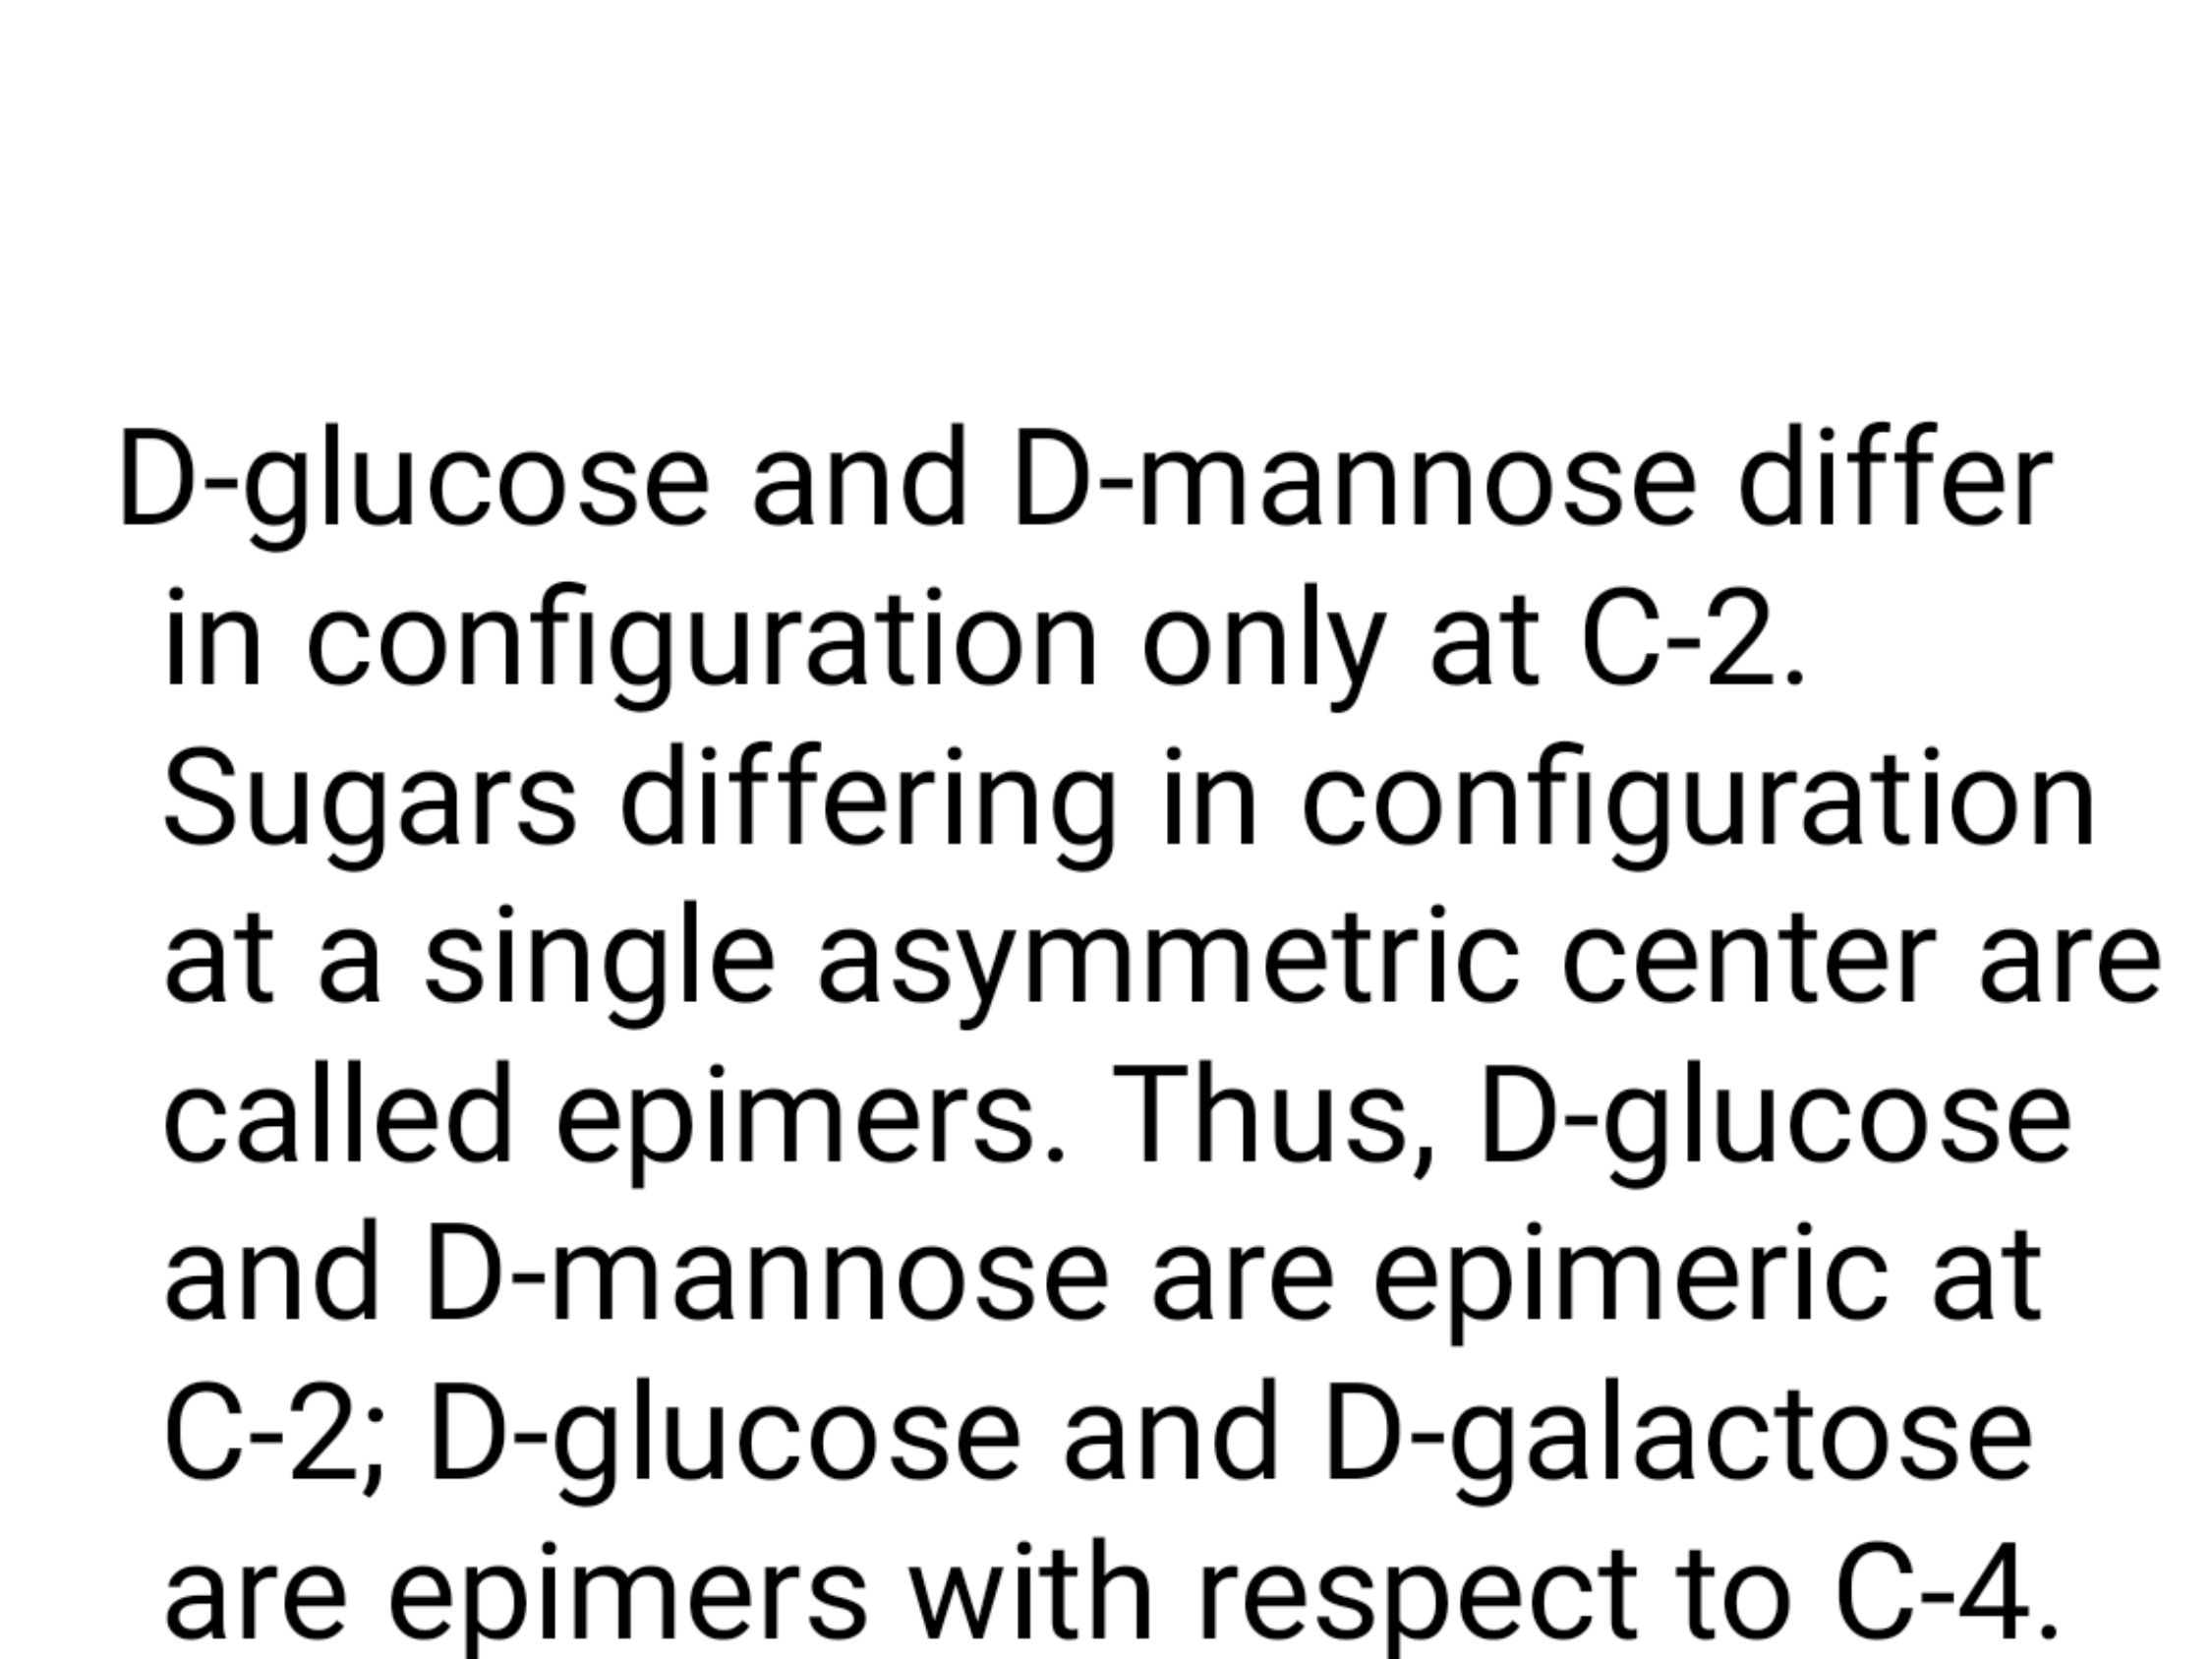 D-glucose and D-mannose differ
in configuration only at C-2.
Sugars differing in configuration
at a single asymmetric center are
called epimers. Thus, D-glucose
and D-mannose are epimeric at
C-2; D-glucose and D-galactose
are epimers with respect to C-4.